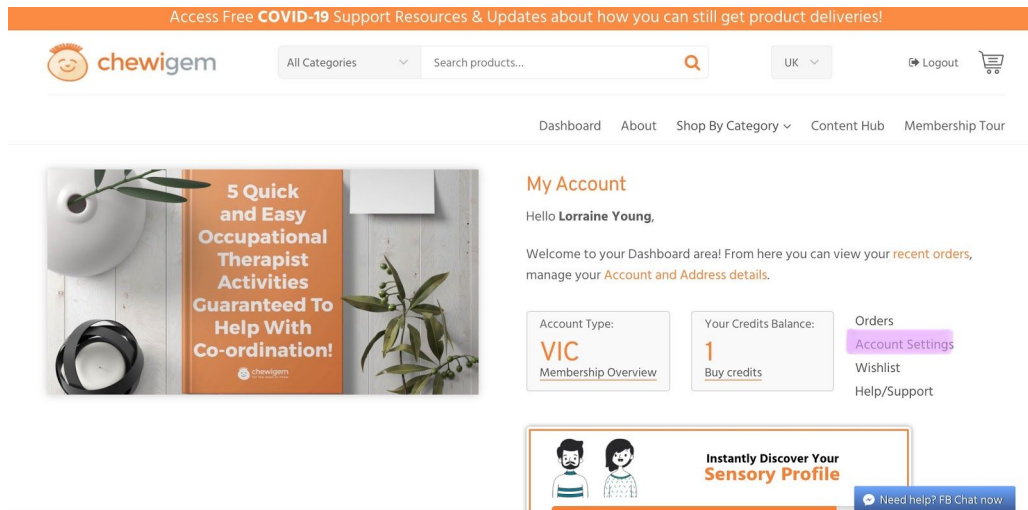 Access Free COVID-19 Support Resources & Updates about how you can still get product deliveries!
chewigem
All Categories
Search products...
UK
Logout
Dashboard
About
Shop By Category
Content Hub
Membership Tour
5 Quick
and Easy
Occupational
Therapist
Activities
Guaranteed To
Help With
Co-ordination!
chewigem
My Account
Hello Lorraine Young,
Welcome to your Dashboard area! From here you can view your recent orders,
manage your Account and Address details.
Account Type:
VIC
Membership Overview
Your Credits Balance:
1
Buy credits
Orders
Account Settings
Wishlist
Help/Support
Instantly Discover Your
Sensory Profile
Need help? FB Chat now